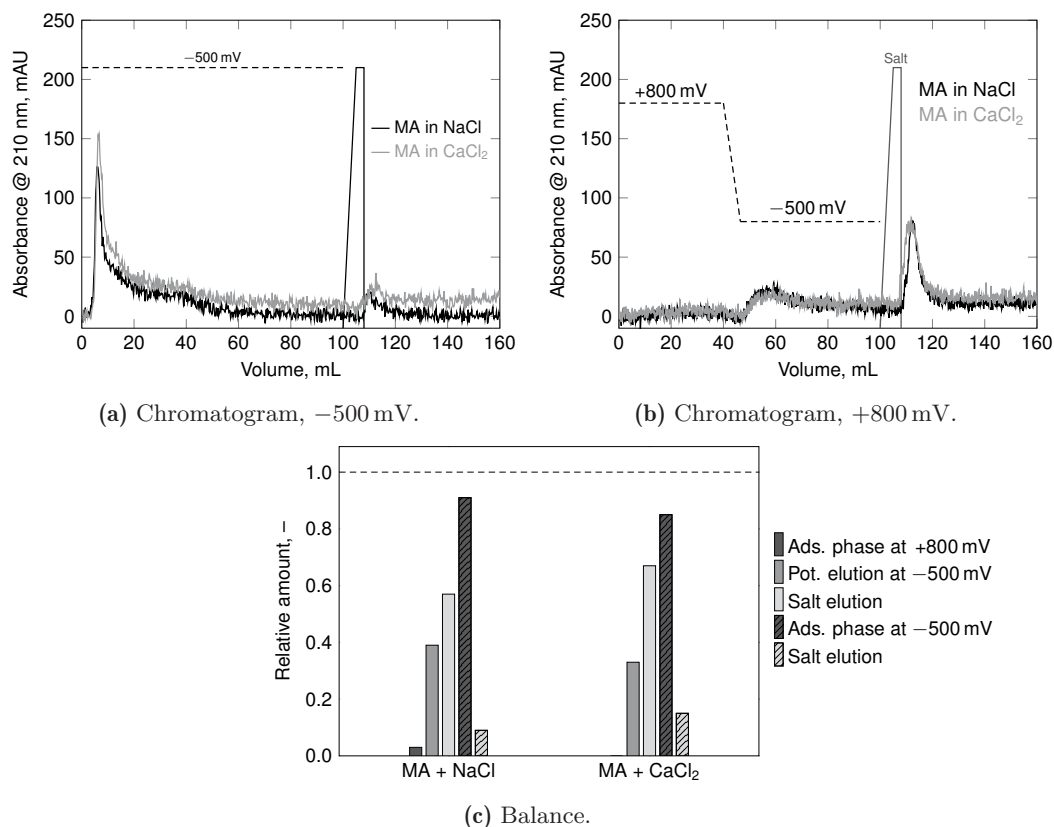 250
200
150
100
50
0
Absorbance @ 210 nm, mAU
−500 mV
MA in NaCl
MA in CaCl₂
0 20 40 60 80 100 120 140 160
Volume, mL
(a) Chromatogram, −500 mV.
250
200
150
100
50
0
Absorbance @ 210 nm, mAU
+800 mV
−500 mV
Salt
MA in NaCl
MA in CaCl₂
0 20 40 60 80 100 120 140 160
Volume, mL
(b) Chromatogram, +800 mV.
1.0
0.8
0.6
0.4
0.2
0.0
Relative amount, −
MA + NaCl
MA + CaCl₂
Ads. phase at +800 mV
Pot. elution at −500 mV
Salt elution
Ads. phase at −500 mV
Salt elution
(c) Balance.